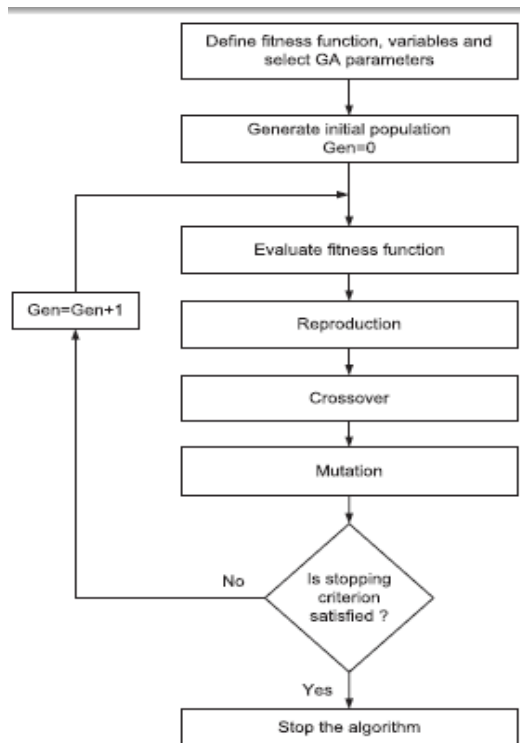 Define fitness function, variables and
select GA parameters
Generate initial population
Gen=0
Evaluate fitness function
Gen=Gen+1
Reproduction
Crossover
Mutation
No
Is stopping
criterion
satisfied ?
Yes
Stop the algorithm